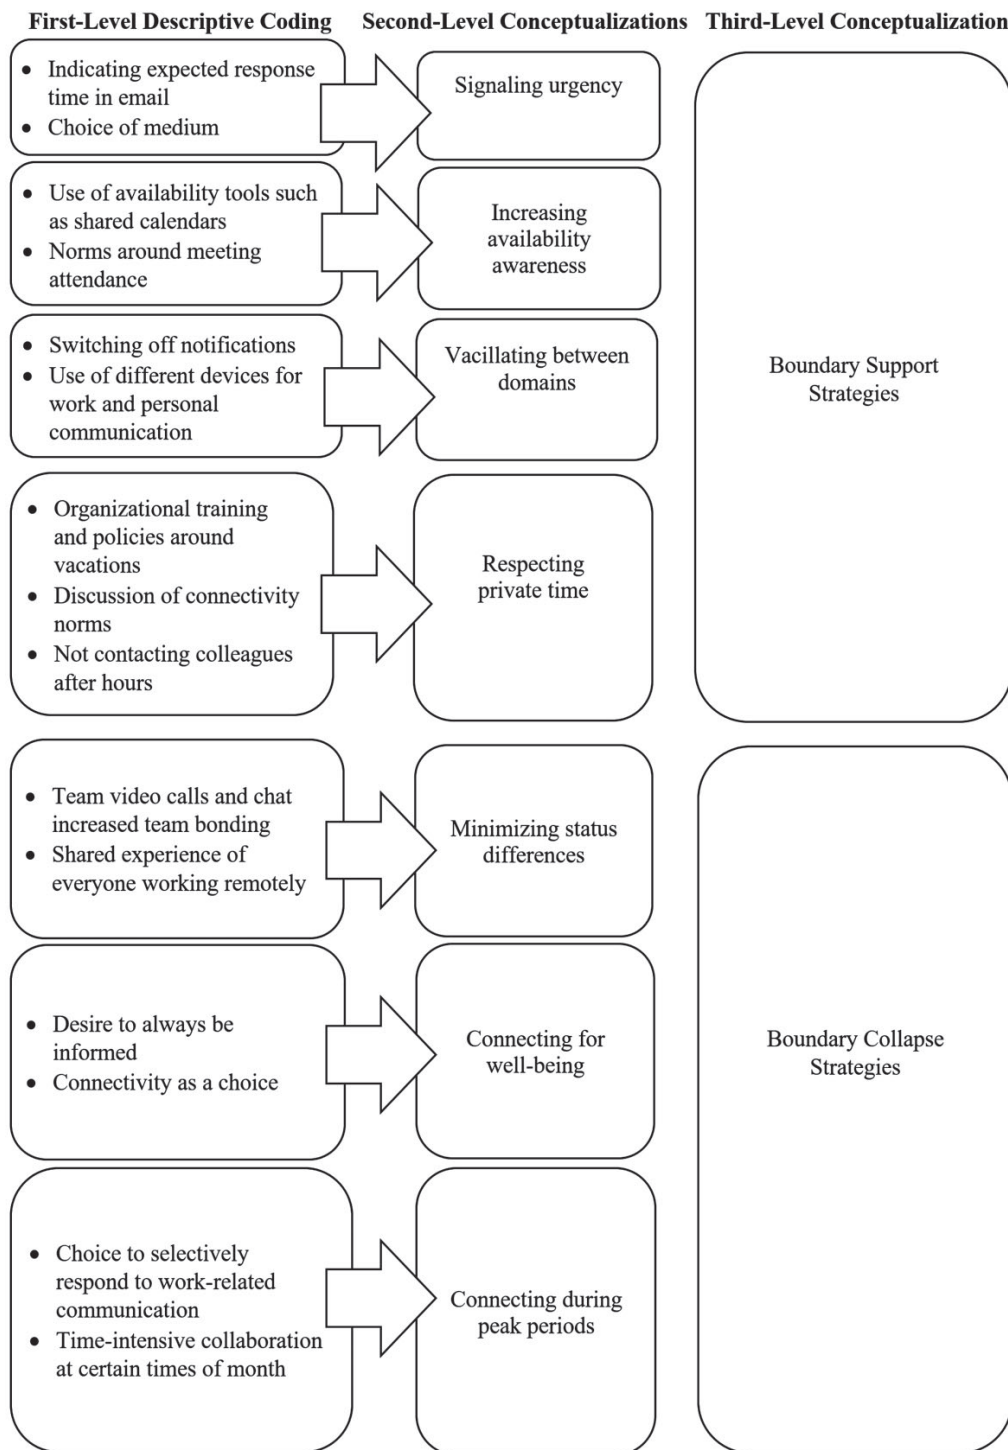 First-Level Descriptive Coding
Second-Level Conceptualizations
Third-Level Conceptualization
• Indicating expected response
time in email
• Choice of medium
Signaling urgency
• Use of availability tools such
as shared calendars
• Norms around meeting
attendance
Increasing
availability
awareness
• Switching off notifications
• Use of different devices for
work and personal
communication
Vacillating between
domains
• Organizational training
and policies around
vacations
• Discussion of connectivity
norms
• Not contacting colleagues
after hours
Respecting
private time
Boundary Support
Strategies
• Team video calls and chat
increased team bonding
• Shared experience of
everyone working remotely
Minimizing status
differences
• Desire to always be
informed
• Connectivity as a choice
Connecting for
well-being
• Choice to selectively
respond to work-related
communication
• Time-intensive collaboration
at certain times of month
Connecting during
peak periods
Boundary Collapse
Strategies